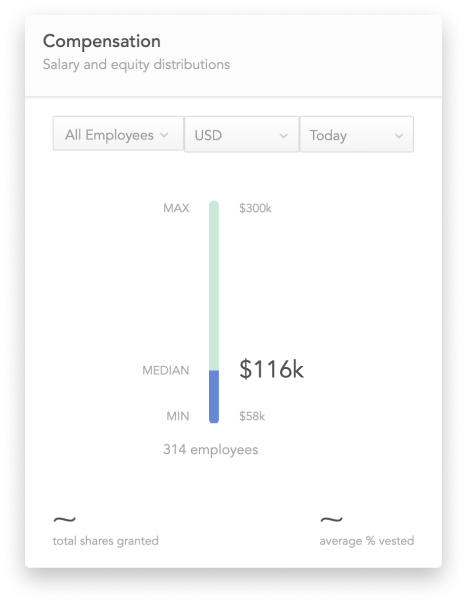 Compensation
Salary and equity distributions
All Employees USD Today
MAX $300k
MEDIAN $116k
MIN $58k
314 employees
~ ~
total shares granted average % vested